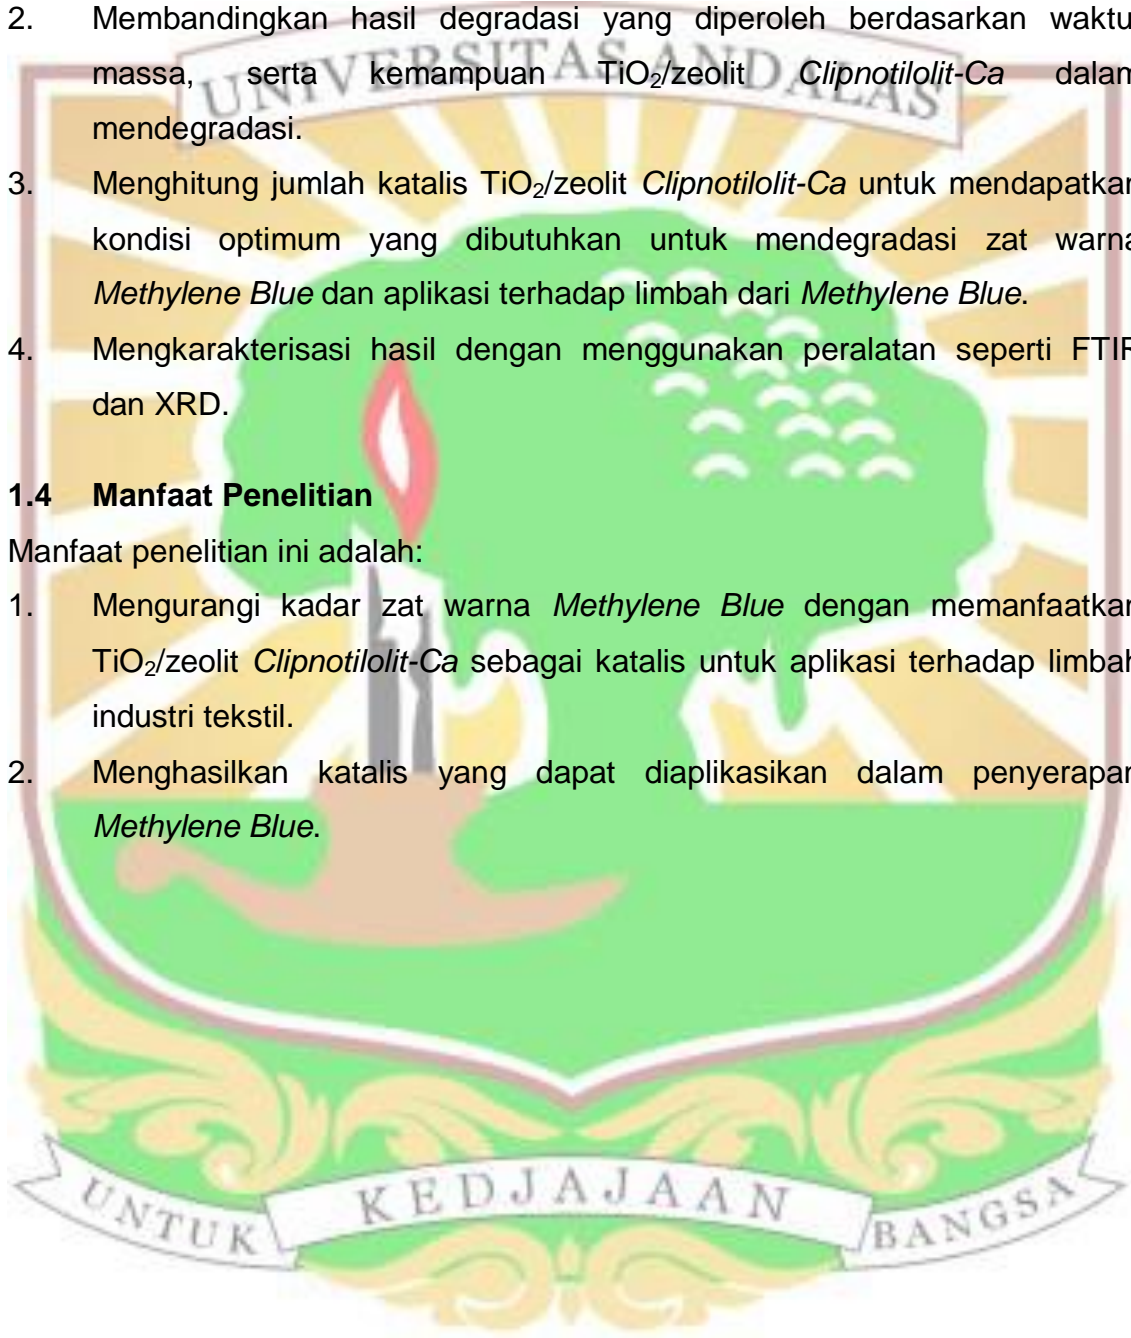 2. Membandingkan hasil degradasi yang diperoleh berdasarkan waktu
massa, serta kemampuan TiO₂/zeolit Clipnotilolit-Ca dalam
mendegradasi.
3. Menghitung jumlah katalis TiO₂/zeolit Clipnotilolit-Ca untuk mendapatkan
kondisi optimum yang dibutuhkan untuk mendegradasi zat warna
Methylene Blue dan aplikasi terhadap limbah dari Methylene Blue.
4. Mengkarakterisasi hasil dengan menggunakan peralatan seperti FTIR
dan XRD.
1.4 Manfaat Penelitian
Manfaat penelitian ini adalah:
1. Mengurangi kadar zat warna Methylene Blue dengan memanfaatkan
TiO₂/zeolit Clipnotilolit-Ca sebagai katalis untuk aplikasi terhadap limbah
industri tekstil.
2. Menghasilkan katalis yang dapat diaplikasikan dalam penyerapan
Methylene Blue.
UNIVERSITAS ANDALAS
UNTUK KEDJAJAAN BANGSA